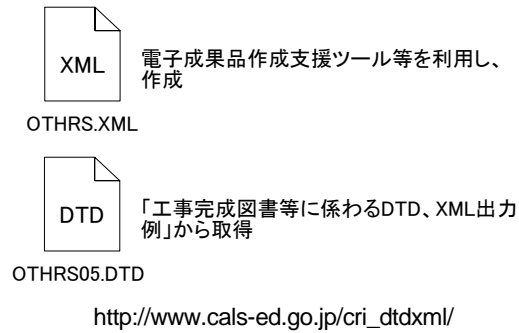 XML
電子成果品作成支援ツール等を利用し、
作成
OTHRS.XML
DTD
「工事完成図書等に係わるDTD、XML出力
例」から取得
OTHRS05.DTD
http://www.cals-ed.go.jp/cri_dtdxml/